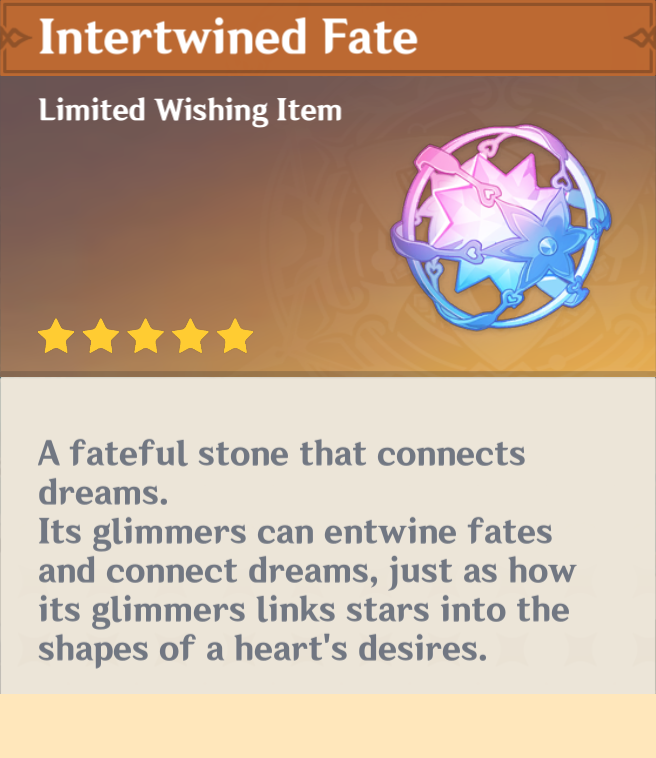 Intertwined Fate
Limited Wishing Item
A fateful stone that connects
dreams.
Its glimmers can entwine fates
and connect dreams, just as how
its glimmers links stars into the
shapes of a heart's desires.